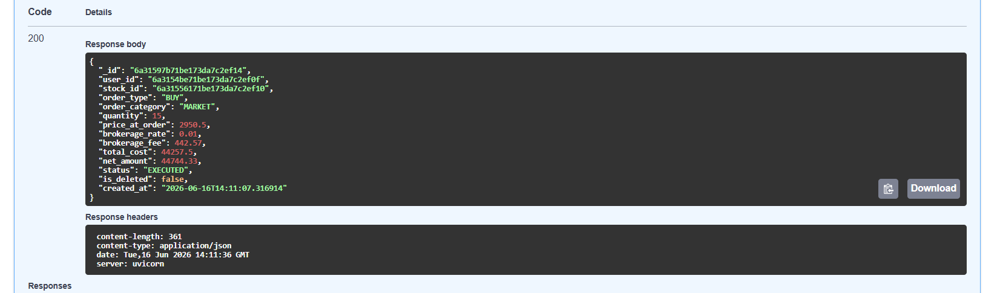 Code Details
200
Response body
{
  "_id": "6a31597b71be173da7c2ef14",
  "user_id": "6a3154be71be173da7c2ef0f",
  "stock_id": "6a31556171be173da7c2ef10",
  "order_type": "BUY",
  "order_category": "MARKET",
  "quantity": 15,
  "price_at_order": 2950.5,
  "brokerage_rate": 0.01,
  "brokerage_fee": 442.57,
  "total_cost": 44257.5,
  "net_amount": 44744.33,
  "status": "EXECUTED",
  "is_deleted": false,
  "created_at": "2026-06-16T14:11:07.316914"
}
Download
Response headers
content-length: 361
content-type: application/json
date: Tue,16 Jun 2026 14:11:36 GMT
server: uvicorn
Responses